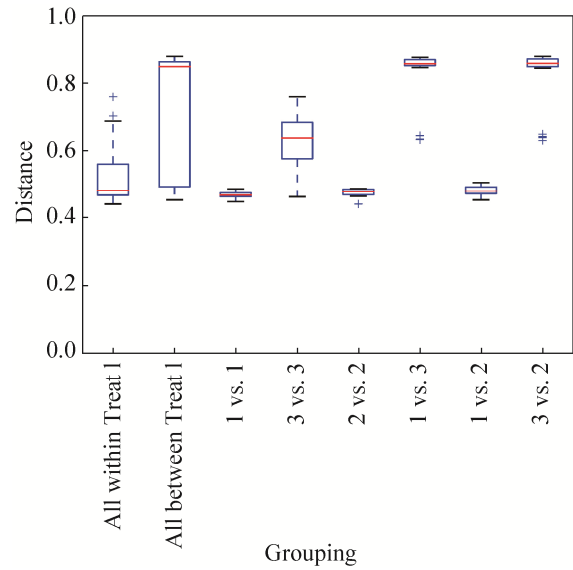 1.0
0.8
0.6
0.4
0.2
0.0
Distance
All within Treat 1
All between Treat 1
1 vs. 1
3 vs. 3
2 vs. 2
1 vs. 3
1 vs. 2
3 vs. 2
Grouping